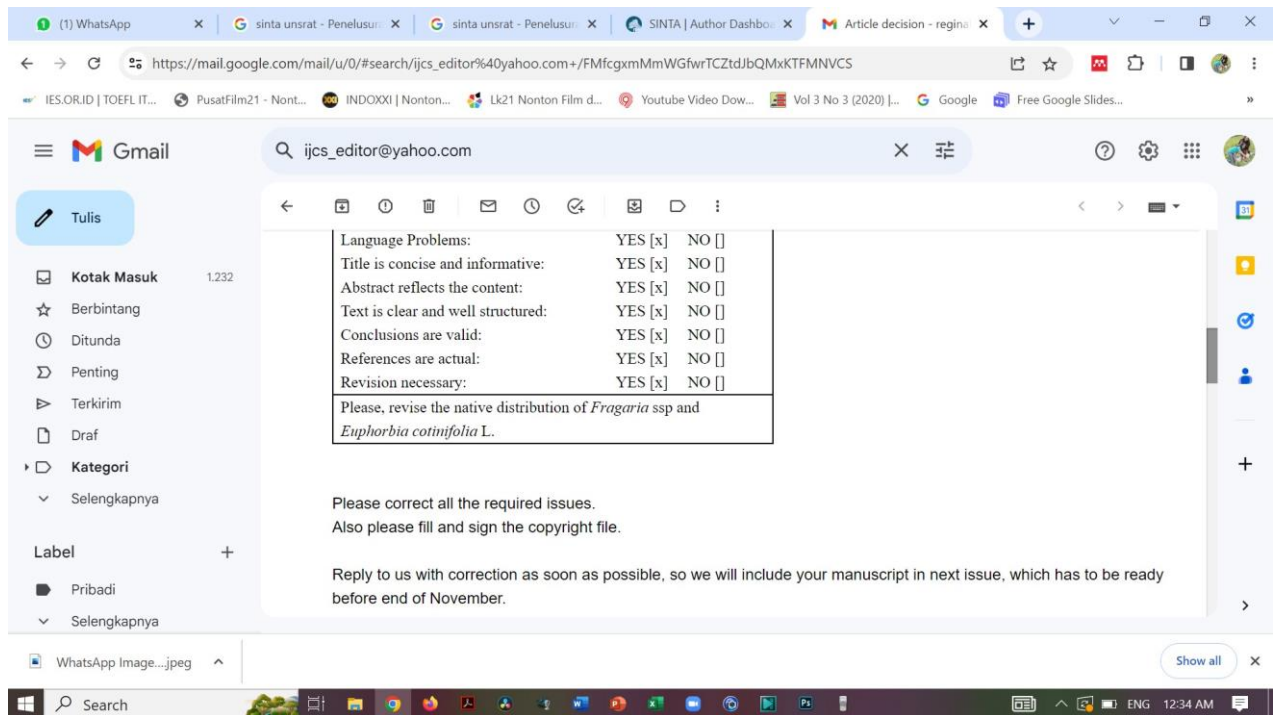 (1) WhatsApp
sinta unsrat - Penelusur
sinta unsrat - Penelusur
SINTA | Author Dashboa
Article decision - regina
https://mail.google.com/mail/u/0/#search/ijcs_editor%40yahoo.com+/FMfcgxmMmWGfwrTCZtdJbQMxKTFMNVCS
IES.OR.ID | TOEFL IT...
PusatFilm21 - Nont...
INDOXXI | Nonton...
Lk21 Nonton Film d...
Youtube Video Dow...
Vol 3 No 3 (2020) |...
Google
Free Google Slides...
Gmail
ijcs_editor@yahoo.com
Tulis
Kotak Masuk 1.232
Berbintang
Ditunda
Penting
Terkirim
Draf
Kategori
Selengkapnya
Label
Pribadi
Selengkapnya
Language Problems: YES [x] NO []
Title is concise and informative: YES [x] NO []
Abstract reflects the content: YES [x] NO []
Text is clear and well structured: YES [x] NO []
Conclusions are valid: YES [x] NO []
References are actual: YES [x] NO []
Revision necessary: YES [x] NO []
Please, revise the native distribution of Fragaria ssp and
Euphorbia cotinifolia L.
Please correct all the required issues.
Also please fill and sign the copyright file.
Reply to us with correction as soon as possible, so we will include your manuscript in next issue, which has to be ready
before end of November.
31
WhatsApp Image....jpeg
Show all
Search
ENG 12:34 AM